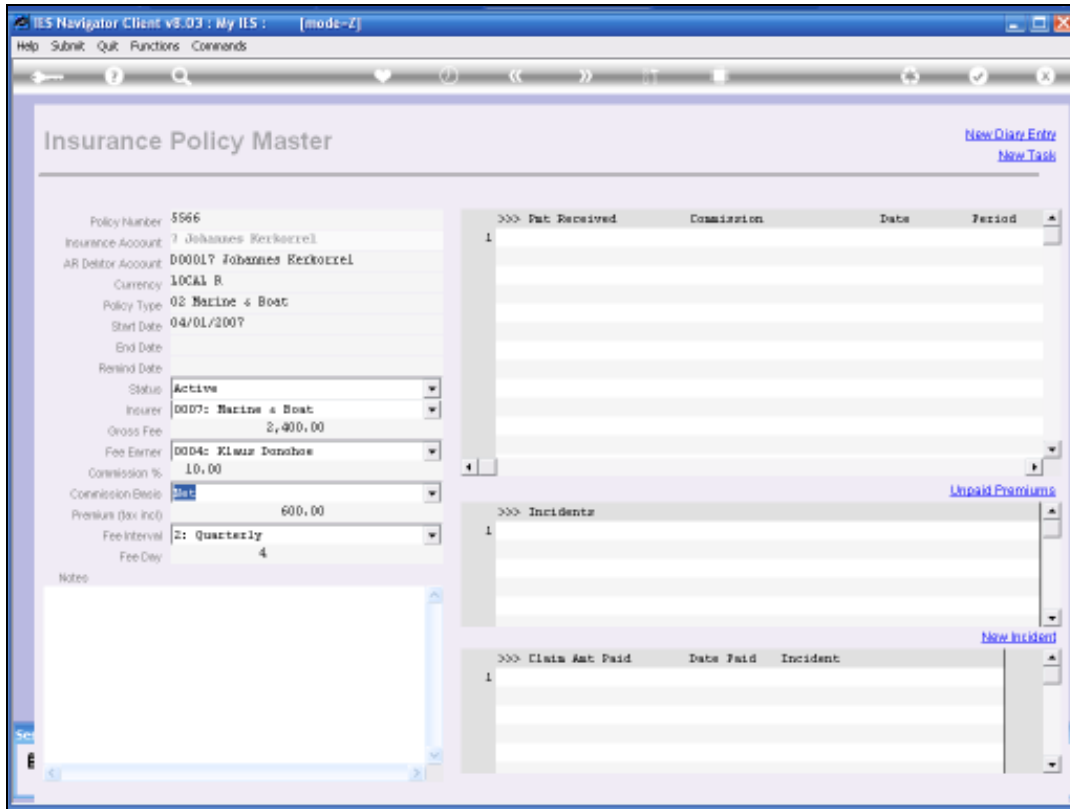 IES Navigator Client v8.03 : My IES : [mode=Z]
Help Submit Quit Functions Commands
Insurance Policy Master
New Diary Entry
New Task
Policy Number 5566
Insurance Account 7 Johannes Kerkorrel
AR Debtor Account D00017 Johannes Kerkorrel
Currency LOCAL R
Policy Type 02 Marine & Boat
Start Date 04/01/2007
End Date
Remind Date
Status Active
Insurer 0007: Marine & Boat
Gross Fee 2,400.00
Fee Earner 0004: Klaus Donohoe
Commission % 10.00
Commission Basis Net
Premium (tax incl) 600.00
Fee Interval 2: Quarterly
Fee Day 4
Notes
>>> Pmt Received Commission Date Period
1
Unpaid Premiums
>>> Incidents
1
New Incident
>>> Claim Amt Paid Date Paid Incident
1